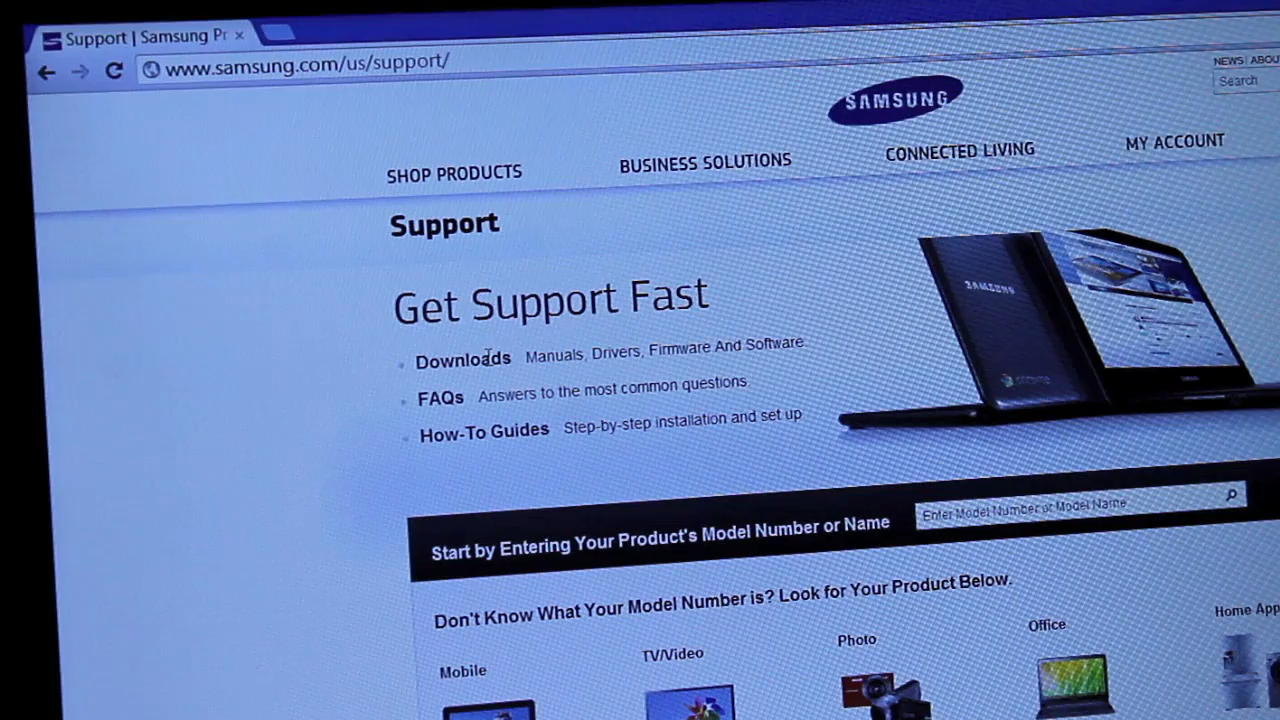 Support | Samsung Pr
www.samsung.com/us/support/
NEWS | ABOU
Search
SAMSUNG
SHOP PRODUCTS
BUSINESS SOLUTIONS
CONNECTED LIVING
MY ACCOUNT
Support
Get Support Fast
Downloads Manuals, Drivers, Firmware And Software
FAQs Answers to the most common questions.
How-To Guides Step-by-step installation and set up
SAMSUNG
chrome
Start by Entering Your Product's Model Number or Name
Enter Model Number or Model Name
Don't Know What Your Model Number is? Look for Your Product Below.
Mobile
TV/Video
Photo
Office
Home App